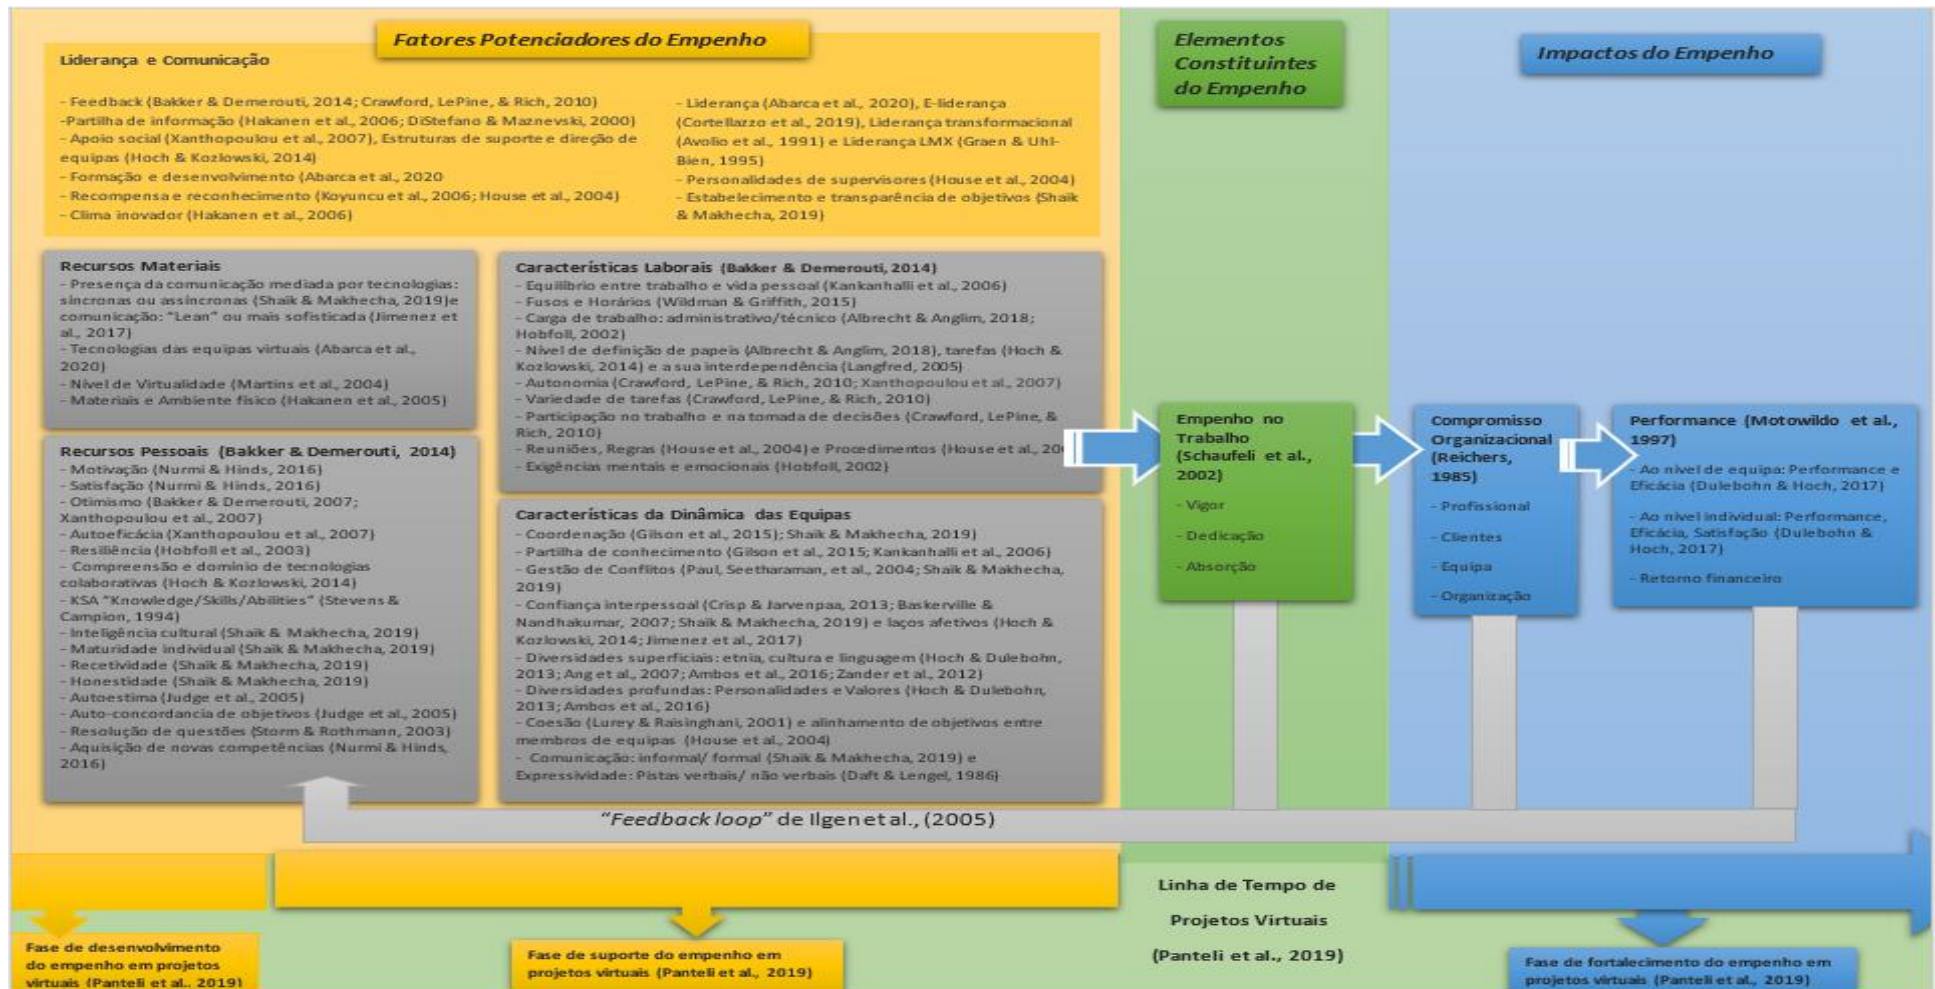 Fatores Potenciadores do Empenho
Liderança e Comunicação
- Feedback (Bakker & Demerouti, 2014; Crawford, LePine, & Rich, 2010)
-Partilha de informação (Hakanen et al., 2006; DiStefano & Maznevski, 2000)
- Apoio social (Xanthopoulou et al., 2007), Estruturas de suporte e direção de
equipas (Hoch & Kozlowski, 2014)
- Formação e desenvolvimento (Abarca et al., 2020
- Recompensa e reconhecimento (Koyuncu et al., 2006; House et al., 2004)
- Clima inovador (Hakanen et al., 2006)
- Liderança (Abarca et al., 2020), E-liderança
(Cortellazzo et al., 2019), Liderança transformacional
(Avolio et al., 1991) e Liderança LMX (Graen & Uhl-
Bien, 1995)
- Personalidades de supervisores (House et al., 2004)
- Estabelecimento e transparência de objetivos (Shaik
& Makhecha, 2019)
Recursos Materiais
- Presença da comunicação mediada por tecnologias:
síncronas ou assíncronas (Shaik & Makhecha, 2019)e
comunicação: "Lean" ou mais sofisticada (Jimenez et
al., 2017)
- Tecnologias das equipas virtuais (Abarca et al.,
2020)
- Nível de Virtualidade (Martins et al., 2004)
- Materiais e Ambiente físico (Hakanen et al., 2005)
Recursos Pessoais (Bakker & Demerouti, 2014)
- Motivação (Nurmi & Hinds, 2016)
- Satisfação (Nurmi & Hinds, 2016)
- Otimismo (Bakker & Demerouti, 2007;
Xanthopoulou et al., 2007)
- Autoeficácia (Xanthopoulou et al., 2007)
- Resiliência (Hobfoll et al., 2003)
- Compreensão e domínio de tecnologias
colaborativas (Hoch & Kozlowski, 2014)
- KSA "Knowledge/Skills/Abilities" (Stevens &
Campion, 1994)
- Inteligência cultural (Shaik & Makhecha, 2019)
- Maturidade individual (Shaik & Makhecha, 2019)
- Recetividade (Shaik & Makhecha, 2019)
- Honestidade (Shaik & Makhecha, 2019)
- Autoestima (Judge et al., 2005)
- Auto-concordancia de objetivos (Judge et al., 2005)
- Resolução de questões (Storm & Rothmann, 2003)
- Aquisição de novas competências (Nurmi & Hinds,
2016)
Características Laborais (Bakker & Demerouti, 2014)
- Equilíbrio entre trabalho e vida pessoal (Kankanhalli et al., 2006)
- Fusos e Horários (Wildman & Griffith, 2015)
- Carga de trabalho: administrativo/técnico (Albrecht & Anglim, 2018;
Hobfoll, 2002)
- Nível de definição de papeis (Albrecht & Anglim, 2018), tarefas (Hoch &
Kozlowski, 2014) e a sua interdependência (Langfred, 2005)
- Autonomia (Crawford, LePine, & Rich, 2010; Xanthopoulou et al., 2007)
- Variedade de tarefas (Crawford, LePine, & Rich, 2010)
- Participação no trabalho e na tomada de decisões (Crawford, LePine, &
Rich, 2010)
- Reuniões, Regras (House et al., 2004) e Procedimentos (House et al., 20
- Exigências mentais e emocionais (Hobfoll, 2002)
Características da Dinâmica das Equipas
- Coordenação (Gilson et al., 2015); Shaik & Makhecha, 2019)
- Partilha de conhecimento (Gilson et al., 2015; Kankanhalli et al., 2006)
- Gestão de Conflitos (Paul, Seetharaman, et al., 2004; Shaik & Makhecha,
2019)
- Confiança interpessoal (Crisp & Jarvenpaa, 2013; Baskerville &
Nandhakumar, 2007; Shaik & Makhecha, 2019) e laços afetivos (Hoch &
Kozlowski, 2014; Jimenez et al., 2017)
- Diversidades superficiais: etnia, cultura e linguagem (Hoch & Dulebohn,
2013; Ang et al., 2007; Ambos et al., 2016; Zander et al., 2012)
- Diversidades profundas: Personalidades e Valores (Hoch & Dulebohn,
2013; Ambos et al., 2016)
- Coesão (Lurey & Raisinghani, 2001) e alinhamento de objetivos entre
membros de equipas (House et al., 2004)
- Comunicação: informal/ formal (Shaik & Makhecha, 2019) e
Expressividade: Pistas verbais/ não verbais (Daft & Lengel, 1986)
Elementos
Constituintes
do Empenho
Empenho no
Trabalho
(Schaufeli et al.,
2002)
- Vigor
- Dedicação
- Absorção
Impactos do Empenho
Compromisso
Organizacional
(Reichers,
1985)
- Profissional
- Clientes
- Equipa
- Organização
Performance (Motowildo et al.,
1997)
- Ao nível de equipa: Performance e
Eficácia (Dulebohn & Hoch, 2017)
- Ao nível individual: Performance,
Eficácia, Satisfação (Dulebohn &
Hoch, 2017)
- Retorno financeiro
"Feedback loop" de Ilgen et al., (2005)
Linha de Tempo de
Projetos Virtuais
(Panteli et al., 2019)
Fase de desenvolvimento
do empenho em projetos
virtuais (Panteli et al., 2019)
Fase de suporte do empenho em
projetos virtuais (Panteli et al., 2019)
Fase de fortalecimento do empenho em
projetos virtuais (Panteli et al., 2019)